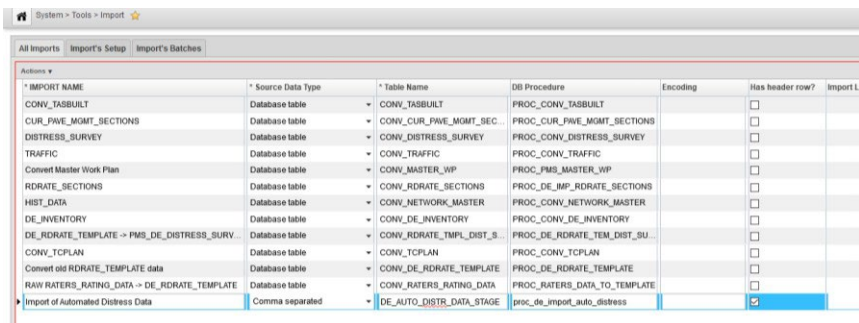 System > Tools > Import
All Imports Import's Setup Import's Batches
Actions
* IMPORT NAME * Source Data Type * Table Name DB Procedure Encoding Has header row? Import L
CONV_TASBUILT Database table CONV_TASBUILT PROC_CONV_TASBUILT
CUR_PAVE_MGMT_SECTIONS Database table CONV_CUR_PAVE_MGMT_SEC... PROC_CUR_PAVE_MGMT_SECTIONS
DISTRESS_SURVEY Database table CONV_DISTRESS_SURVEY PROC_CONV_DISTRESS_SURVEY
TRAFFIC Database table CONV_TRAFFIC PROC_CONV_TRAFFIC
Convert Master Work Plan Database table CONV_MASTER_WP PROC_PMS_MASTER_WP
RDRATE_SECTIONS Database table CONV_RDRATE_SECTIONS PROC_DE_IMP_RDRATE_SECTIONS
HIST_DATA Database table CONV_NETWORK_MASTER PROC_CONV_NETWORK_MASTER
DE_INVENTORY Database table CONV_DE_INVENTORY PROC_CONV_DE_INVENTORY
DE_RDRATE_TEMPLATE -> PMS_DE_DISTRESS_SURV... Database table CONV_RDRATE_TMPL_DIST_S... PROC_DE_RDRATE_TEM_DIST_SU...
CONV_TCPLAN Database table CONV_TCPLAN PROC_CONV_TCPLAN
Convert old RDRATE_TEMPLATE data Database table CONV_DE_RDRATE_TEMPLATE PROC_DE_RDRATE_TEMPLATE
RAW RATERS_RATING_DATA -> DE_RDRATE_TEMPLATE Database table CONV_RATERS_RATING_DATA PROC_RATERS_DATA_TO_TEMPLATE
Import of Automated Distress Data Comma separated DE_AUTO_DISTR_DATA_STAGE proc_de_import_auto_distress